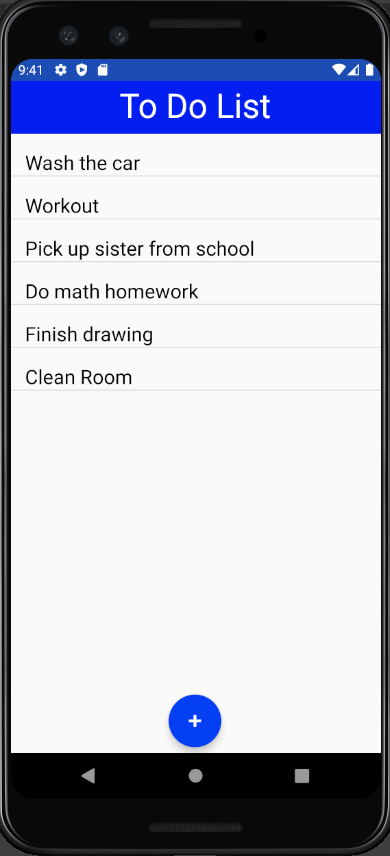 9:41
To Do List
Wash the car
Workout
Pick up sister from school
Do math homework
Finish drawing
Clean Room
+